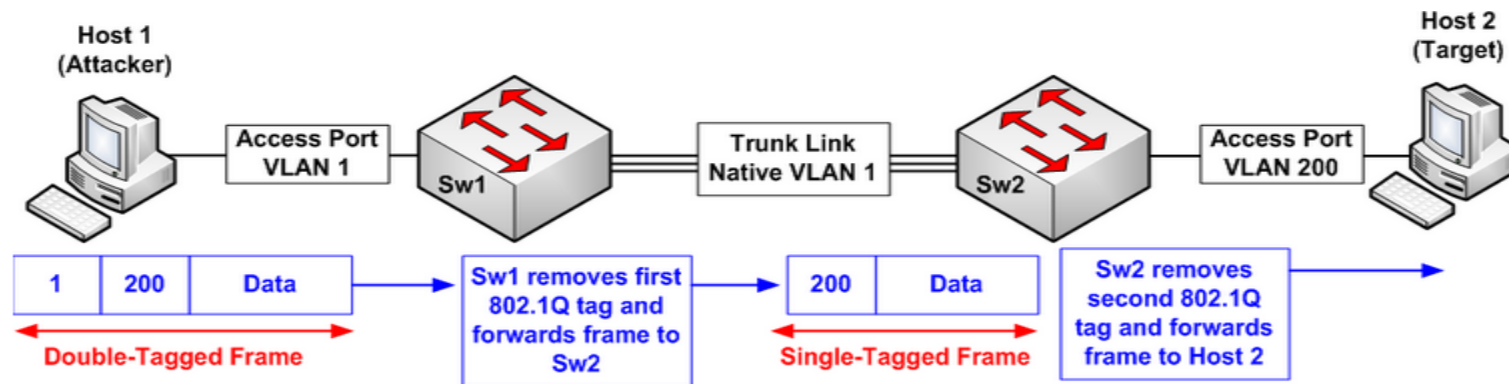 Host 1
(Attacker)
Host 2
(Target)
Access Port
VLAN 1
Sw1
Trunk Link
Native VLAN 1
Sw2
Access Port
VLAN 200
1 200 Data
Double-Tagged Frame
Sw1 removes first
802.1Q tag and
forwards frame to
Sw2
200 Data
Single-Tagged Frame
Sw2 removes
second 802.1Q
tag and forwards
frame to Host 2